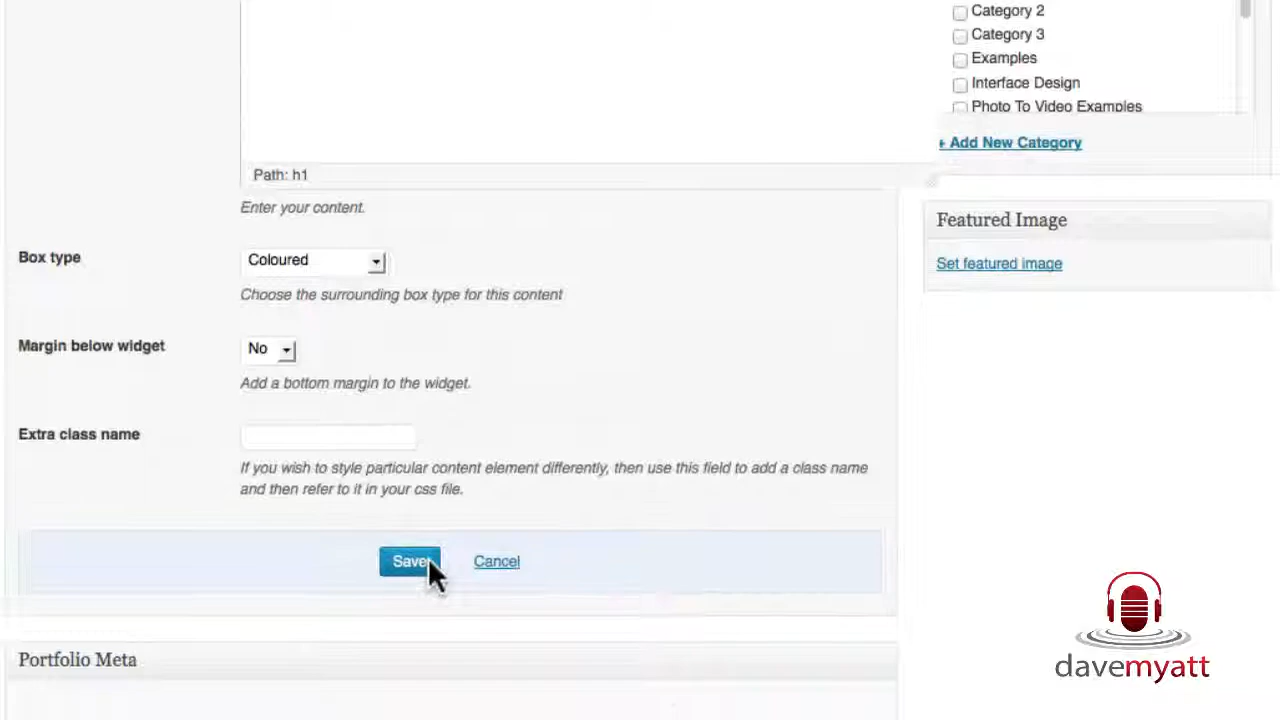 Category 2
Category 3
Examples
Interface Design
Photo To Video Examples
+ Add New Category
Path: h1
Enter your content.
Featured Image
Set featured image
Box type
Coloured
Choose the surrounding box type for this content
Margin below widget
No
Add a bottom margin to the widget.
Extra class name
If you wish to style particular content element differently, then use this field to add a class name
and then refer to it in your css file.
Save
Cancel
Portfolio Meta
davemyatt